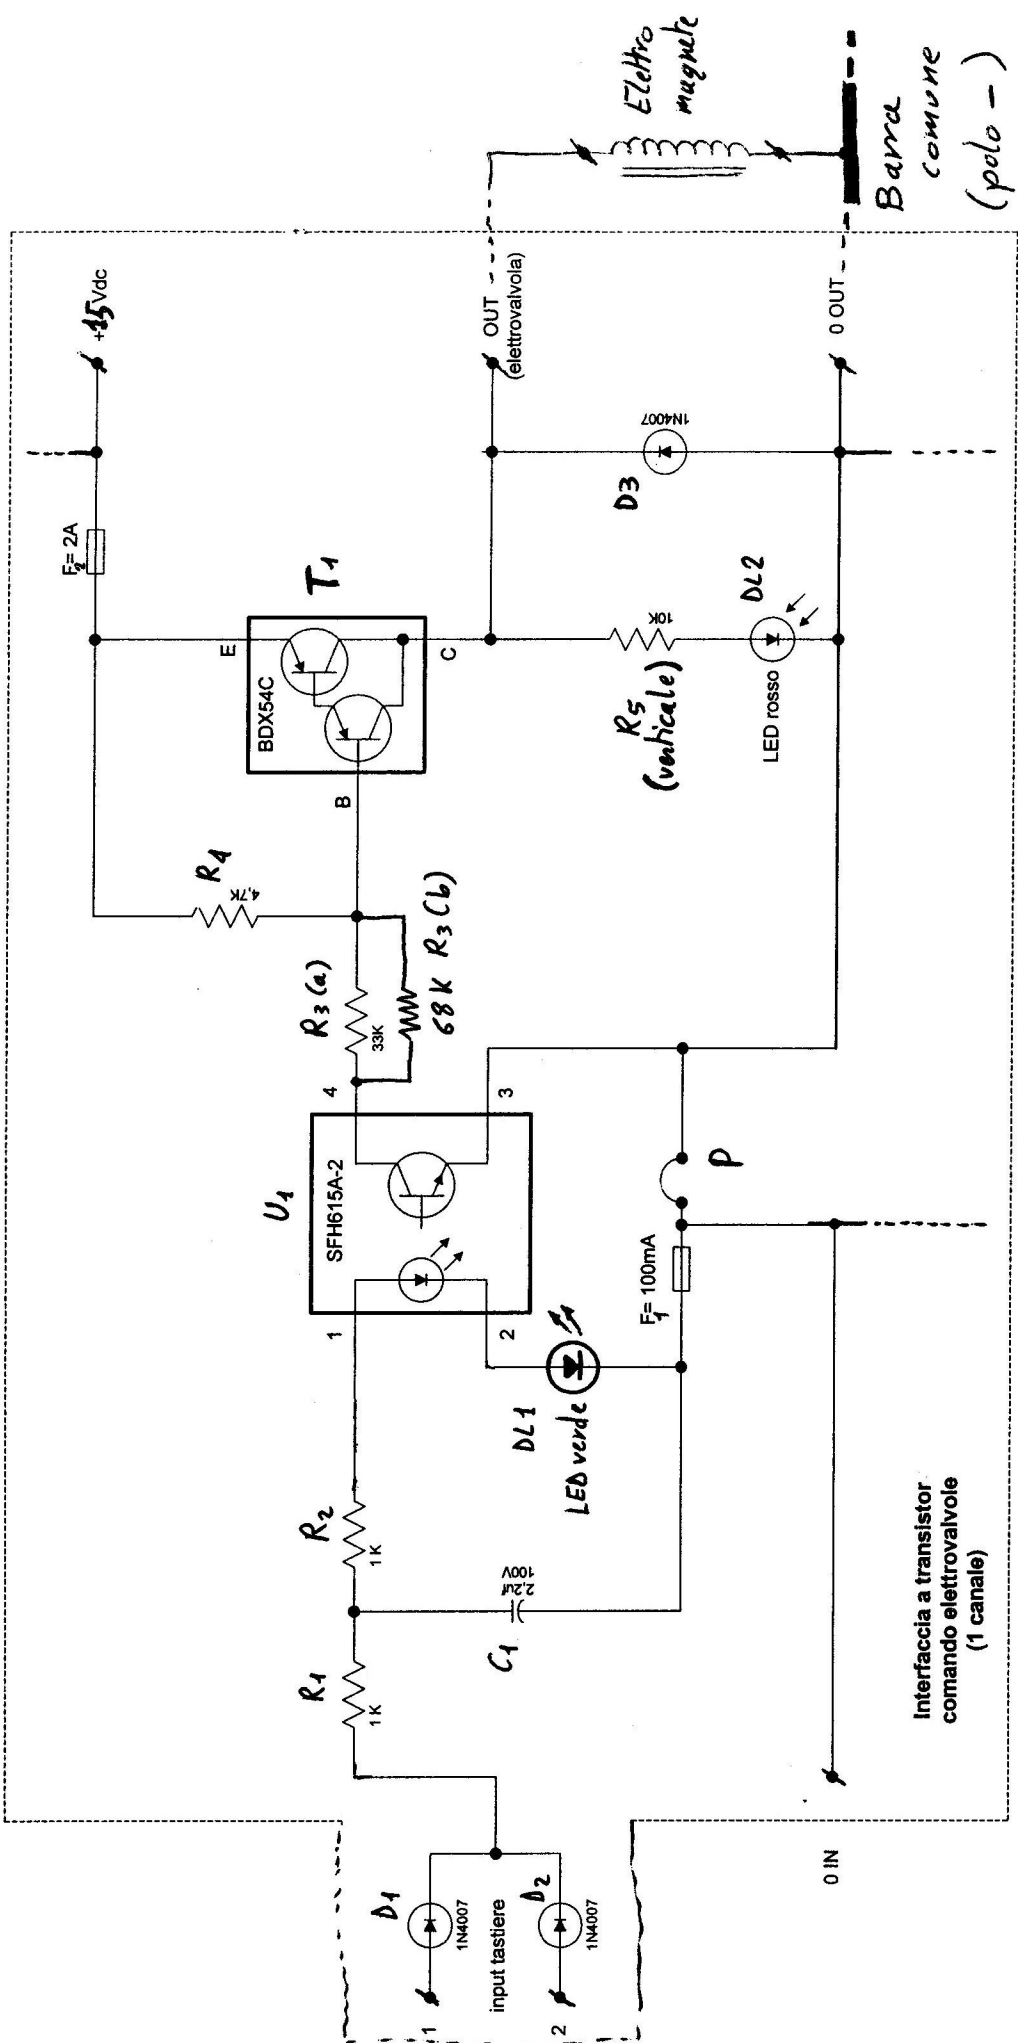 +15Vdc
F2= 2A
T1
E
BDX54C
C
B
R4
4,7K
R3(a)
33K
68K R3(b)
4
3
U1
SFH615A-2
1
2
R2
1K
R1
1K
C1
2,2uf
100V
DL1
LED verde
F1= 100mA
P
R5
(verticale)
10K
DL2
LED rosso
D3
1N4007
OUT
(elettrovalvola)
0 OUT
Elettro
magnete
Barra
comune
(polo -)
D1
1N4007
D2
1N4007
input tastiere
1
2
0 IN
Interfaccia a transistor
comando elettrovalvole
(1 canale)